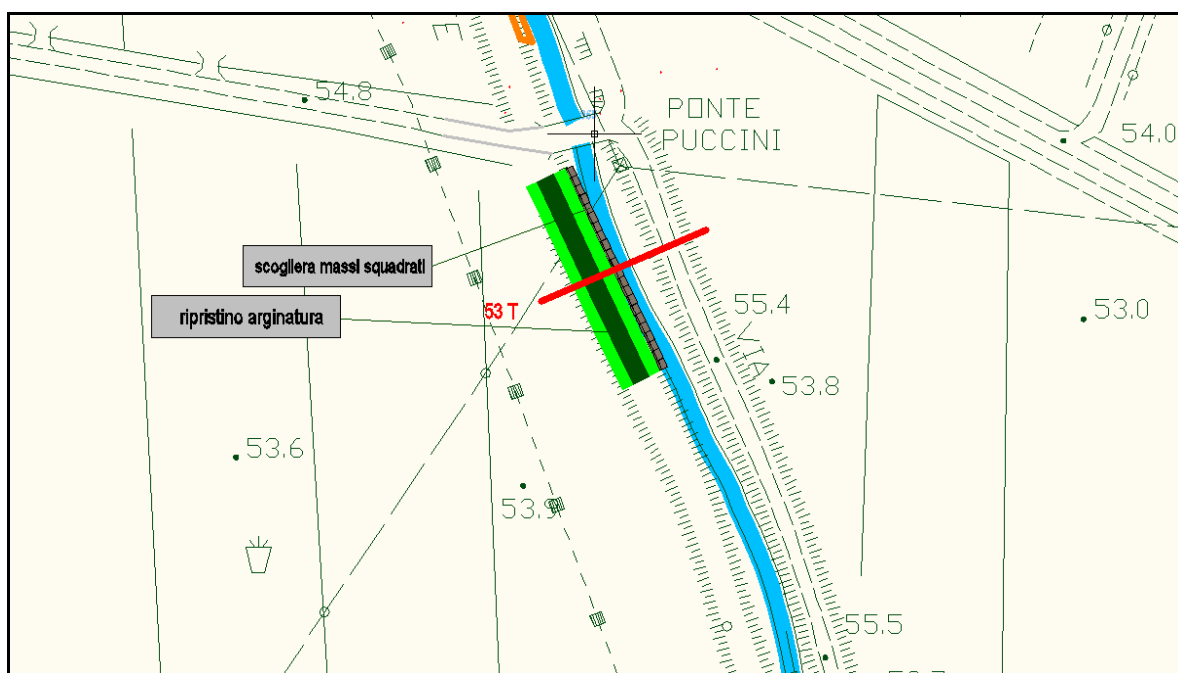 E
E
54.8
PONTE
PUCCINI
54.0
scogliera massi squadrati
ripristino arginatura
53 T
55.4
53.0
VIA
53.8
53.6
53.9
55.5